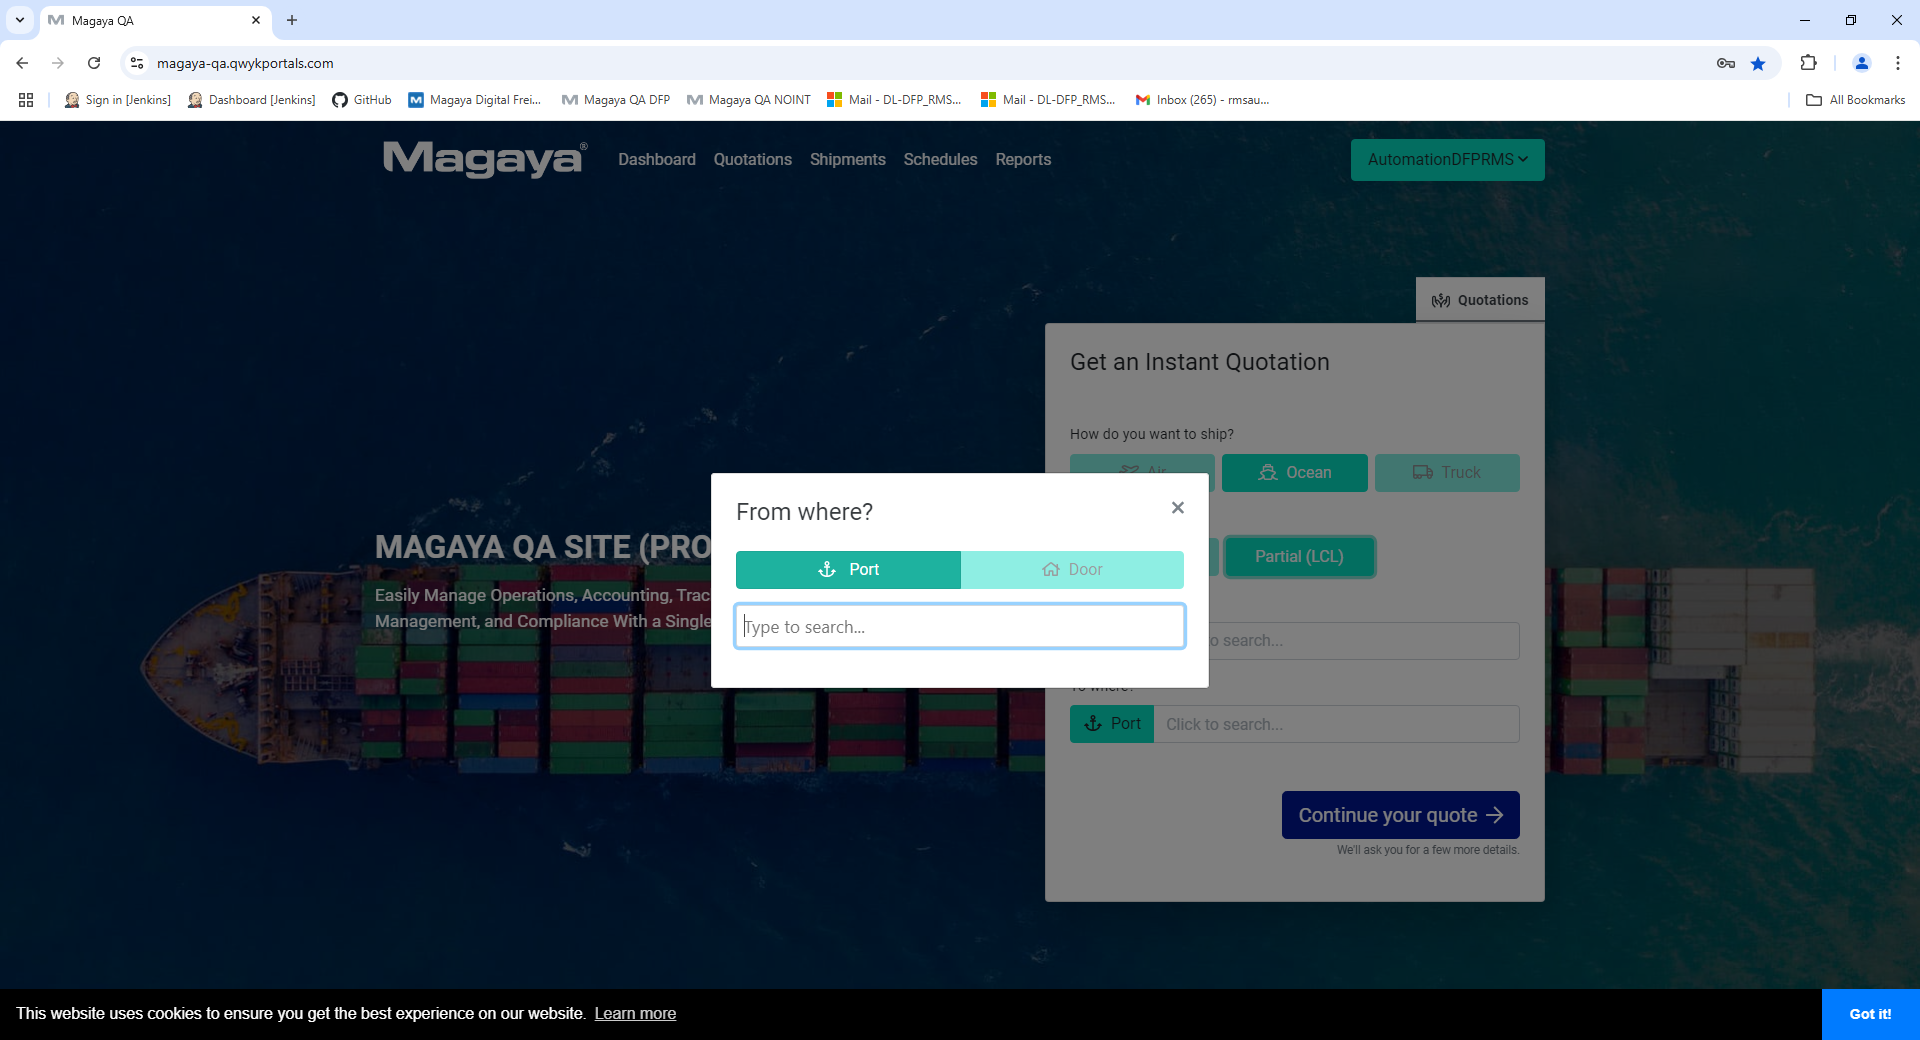 Magaya QA
magaya-qa.qwykportals.com
Sign in [Jenkins]
Dashboard [Jenkins]
GitHub
Magaya Digital Frei...
Magaya QA DFP
Magaya QA NOINT
Mail - DL-DFP_RMS...
Mail - DL-DFP_RMS...
Inbox (265) - rmsau...
All Bookmarks
Magaya®
Dashboard
Quotations
Shipments
Schedules
Reports
AutomationDFPRMS
Quotations
Get an Instant Quotation
How do you want to ship?
Air
Ocean
Truck
From where?
Port
Door
Type to search...
Partial (LCL)
MAGAYA QA SITE (PRO
Easily Manage Operations, Accounting, Trac
Management, and Compliance With a Single
o search...
To where?
Port
Click to search...
Continue your quote
We'll ask you for a few more details.
This website uses cookies to ensure you get the best experience on our website. Learn more
Got it!